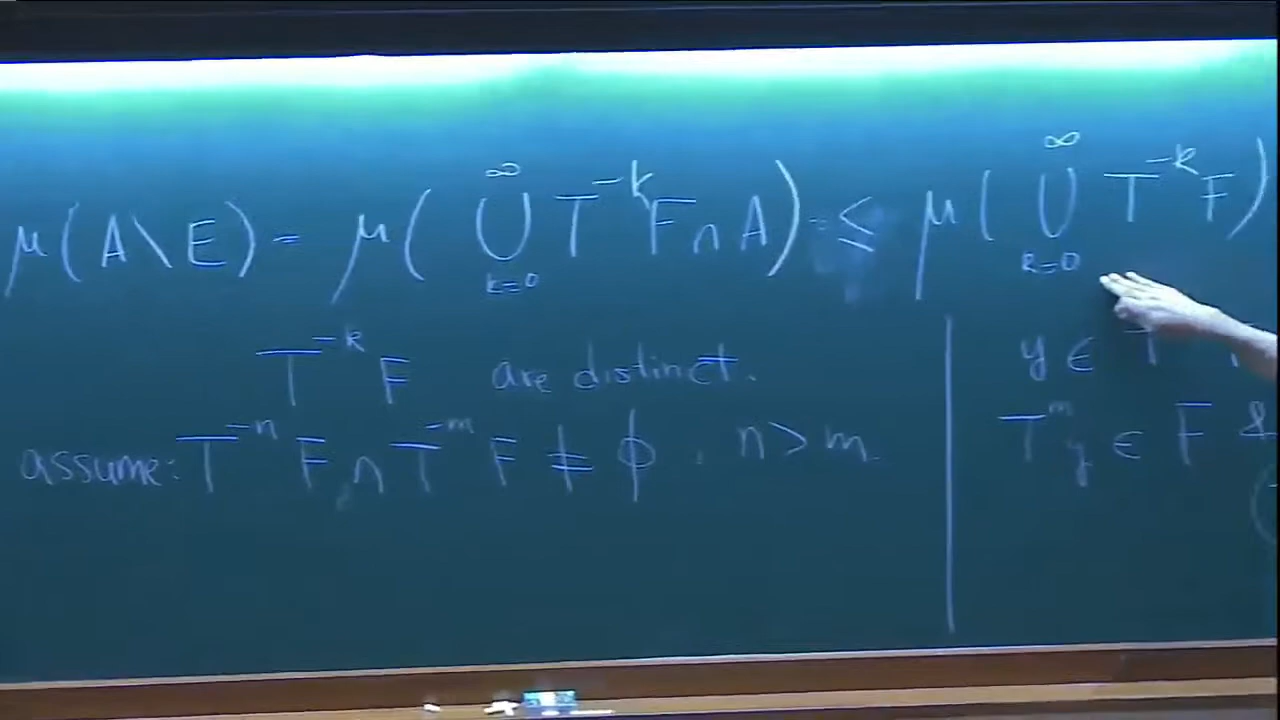 μ(A∖E) = μ(⋃_{k=0}^{∞} T^{-k}F ∩ A) ≤ μ(⋃_{k=0}^{∞} T^{-k}F)
T^{-k} F are distinct.
assume: T^{-n} F ∩ T^{-m} F ≠ ϕ, n > m.
y ∈ T
T^m y ∈ F &